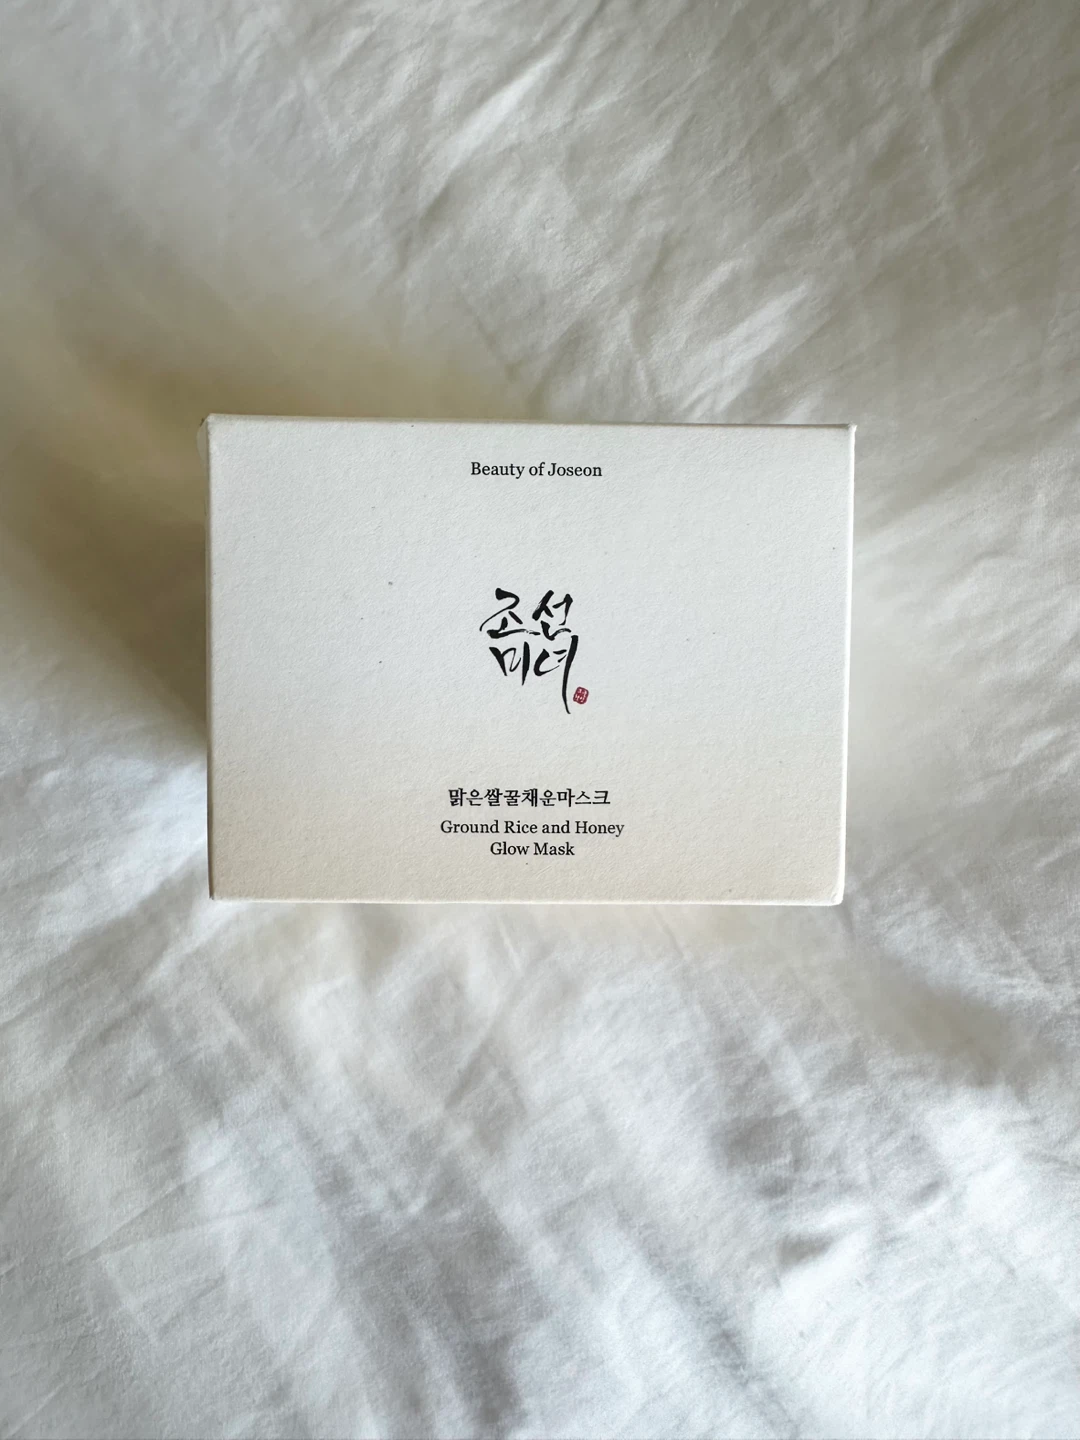 Beauty of Joseon
조선
미녀
맑은쌀꿀채운마스크
Ground Rice and Honey
Glow Mask